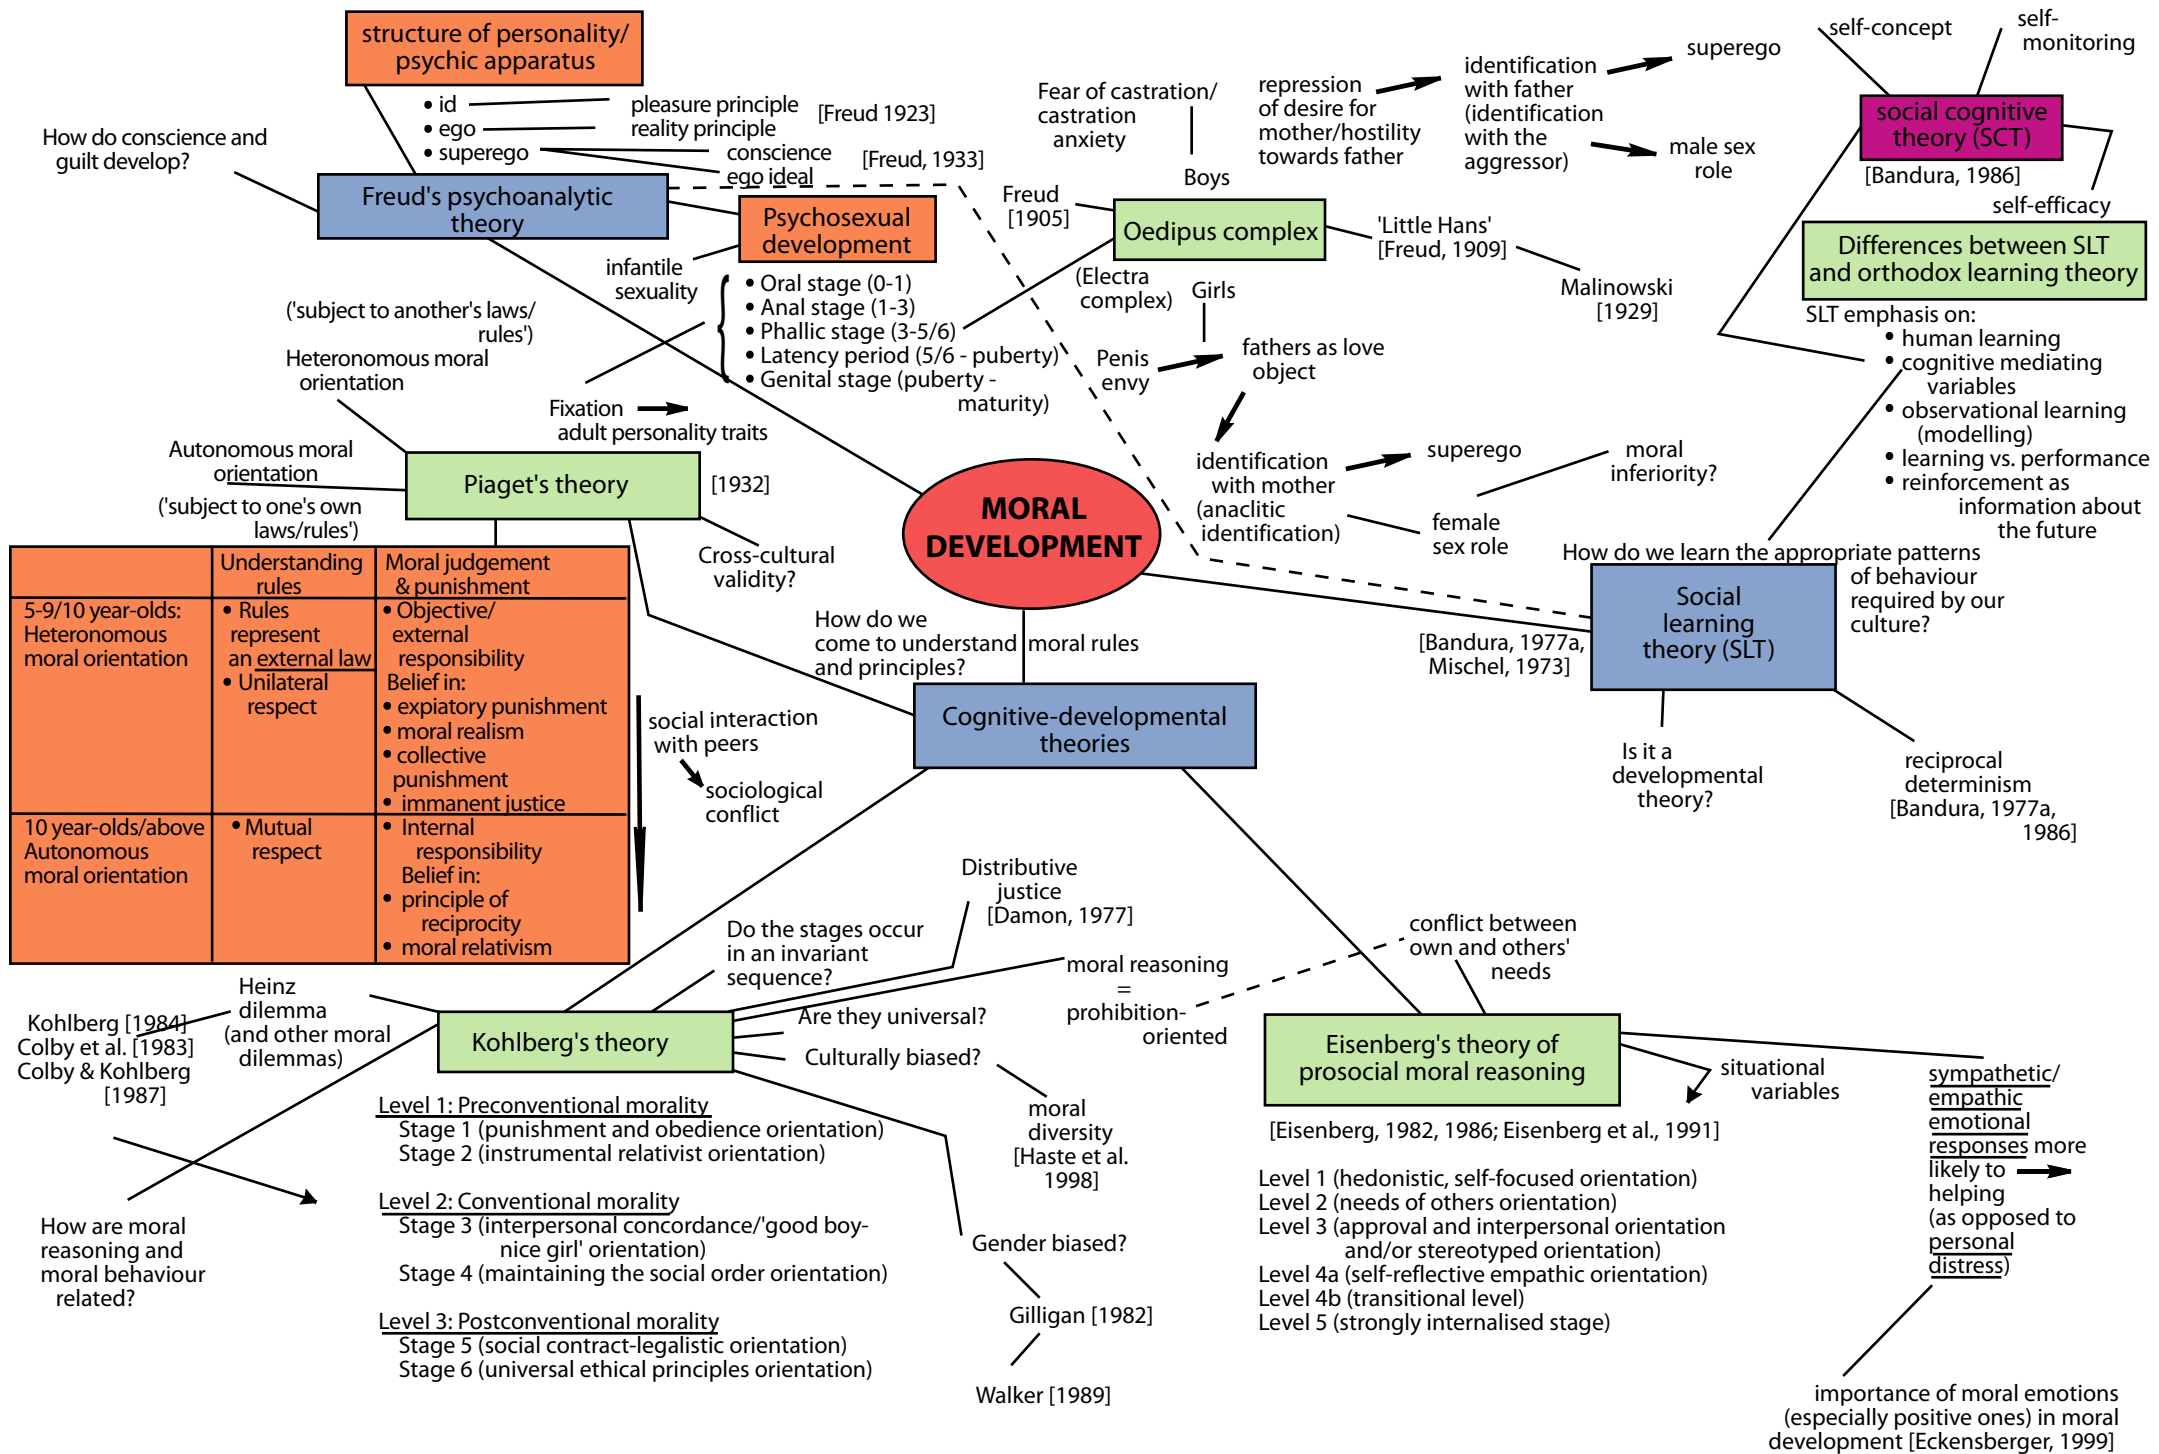 structure of personality/
psychic apparatus
• id
pleasure principle
• ego
reality principle
[Freud 1923]
• superego
conscience
ego ideal
[Freud, 1933]
How do conscience and
guilt develop?
Freud's psychoanalytic
theory
Psychosexual
development
infantile
sexuality
• Oral stage (0-1)
• Anal stage (1-3)
• Phallic stage (3-5/6)
• Latency period (5/6 - puberty)
• Genital stage (puberty -
maturity)
Fixation
adult personality traits
Fear of castration/
castration
anxiety
Boys
Freud
[1905]
Oedipus complex
(Electra
complex)
Girls
'Little Hans'
[Freud, 1909]
Malinowski
[1929]
repression
of desire for
mother/hostility
towards father
identification
with father
(identification
with the
aggressor)
superego
male sex
role
Penis
envy
fathers as love
object
identification
with mother
(anaclitic
identification)
superego
female
sex role
moral
inferiority?
self-concept
self-
monitoring
social cognitive
theory (SCT)
[Bandura, 1986]
self-efficacy
Differences between SLT
and orthodox learning theory
SLT emphasis on:
• human learning
• cognitive mediating
variables
• observational learning
(modelling)
• learning vs. performance
• reinforcement as
information about
the future
How do we learn the appropriate patterns
of behaviour
required by our
culture?
Social
learning
theory (SLT)
[Bandura, 1977a,
Mischel, 1973]
Is it a
developmental
theory?
reciprocal
determinism
[Bandura, 1977a,
1986]
MORAL
DEVELOPMENT
('subject to another's laws/
rules')
Heteronomous moral
orientation
Autonomous moral
orientation
('subject to one's own
laws/rules')
Piaget's theory
[1932]
Cross-cultural
validity?
Understanding
rules
Moral judgement
& punishment
5-9/10 year-olds:
Heteronomous
moral orientation
• Rules
represent
an external law
• Unilateral
respect
• Objective/
external
responsibility
Belief in:
• expiatory punishment
• moral realism
• collective
punishment
• immanent justice
10 year-olds/above
Autonomous
moral orientation
• Mutual
respect
• Internal
responsibility
Belief in:
• principle of
reciprocity
• moral relativism
social interaction
with peers
sociological
conflict
How do we
come to understand moral rules
and principles?
Cognitive-developmental
theories
Distributive
justice
[Damon, 1977]
Do the stages occur
in an invariant
sequence?
moral reasoning
=
prohibition-
oriented
conflict between
own and others'
needs
Heinz
dilemma
(and other moral
dilemmas)
Kohlberg [1984]
Colby et al. [1983]
Colby & Kohlberg
[1987]
Kohlberg's theory
Are they universal?
Culturally biased?
moral
diversity
[Haste et al.
1998]
Gender biased?
Gilligan [1982]
Walker [1989]
How are moral
reasoning and
moral behaviour
related?
Level 1: Preconventional morality
Stage 1 (punishment and obedience orientation)
Stage 2 (instrumental relativist orientation)
Level 2: Conventional morality
Stage 3 (interpersonal concordance/'good boy-
nice girl' orientation)
Stage 4 (maintaining the social order orientation)
Level 3: Postconventional morality
Stage 5 (social contract-legalistic orientation)
Stage 6 (universal ethical principles orientation)
Eisenberg's theory of
prosocial moral reasoning
[Eisenberg, 1982, 1986; Eisenberg et al., 1991]
Level 1 (hedonistic, self-focused orientation)
Level 2 (needs of others orientation)
Level 3 (approval and interpersonal orientation
and/or stereotyped orientation)
Level 4a (self-reflective empathic orientation)
Level 4b (transitional level)
Level 5 (strongly internalised stage)
situational
variables
sympathetic/
empathic
emotional
responses more
likely to
helping
(as opposed to
personal
distress)
importance of moral emotions
(especially positive ones) in moral
development [Eckensberger, 1999]